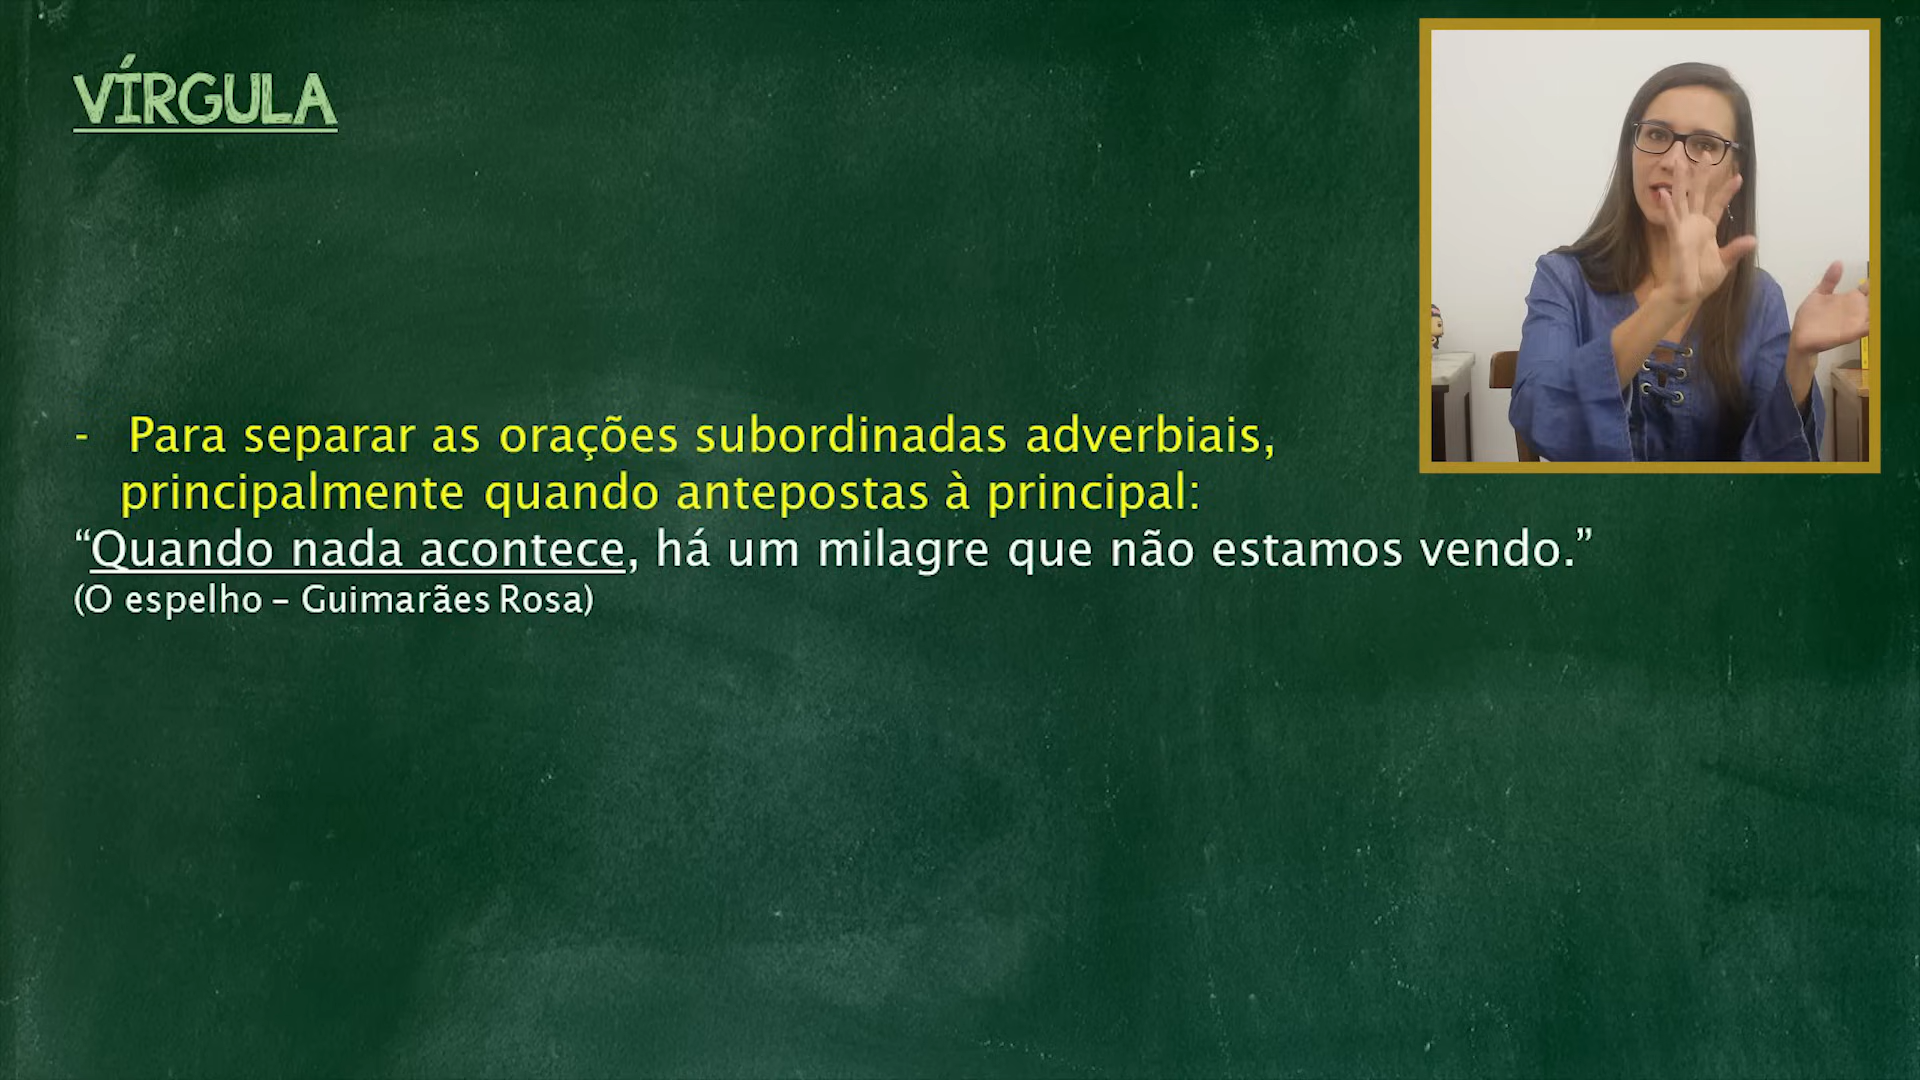 VÍRGULA
- Para separar as orações subordinadas adverbiais,
principalmente quando antepostas à principal:
“Quando nada acontece, há um milagre que não estamos vendo.”
(O espelho – Guimarães Rosa)